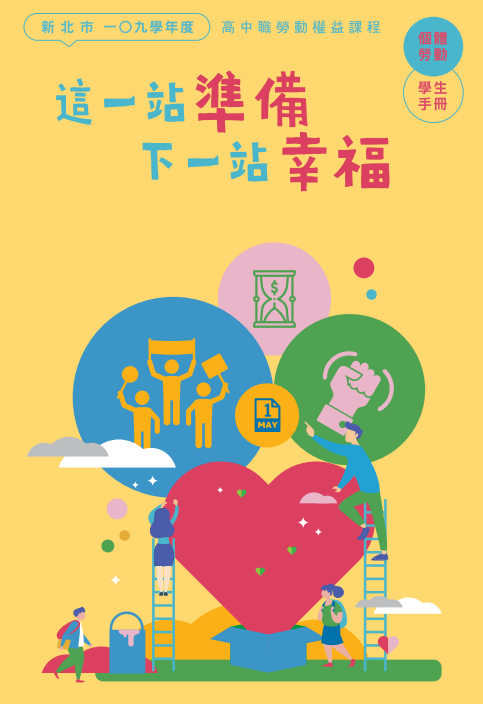 新北市 一〇九學年度 高中職勞動權益課程
個體
勞動
學生
手冊
這一站準備
下一站幸福
$
1
MAY